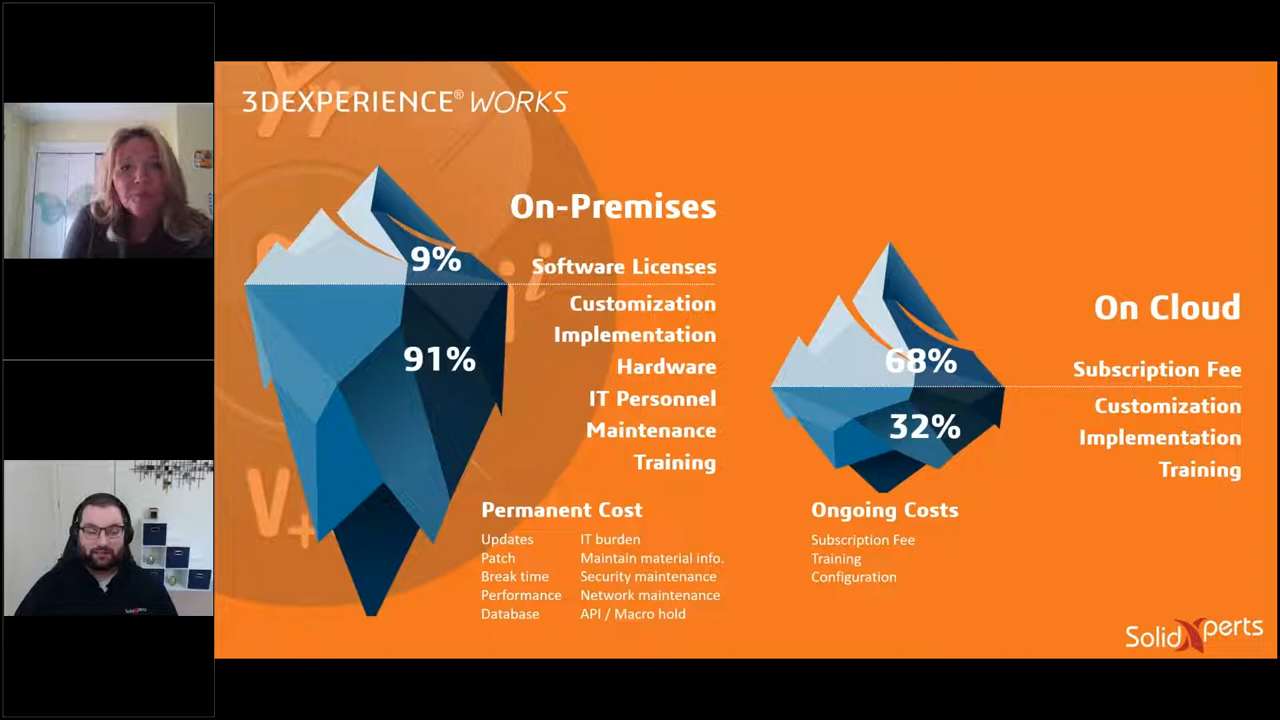 3DEXPERIENCE® WORKS
On-Premises
9%
Software Licenses
Customization
Implementation
91%
Hardware
IT Personnel
Maintenance
Training
Permanent Cost
Updates IT burden
Patch Maintain material info.
Break time Security maintenance
Performance Network maintenance
Database API / Macro hold
On Cloud
68%
Subscription Fee
Customization
32%
Implementation
Training
Ongoing Costs
Subscription Fee
Training
Configuration
SolidXperts
i
V+